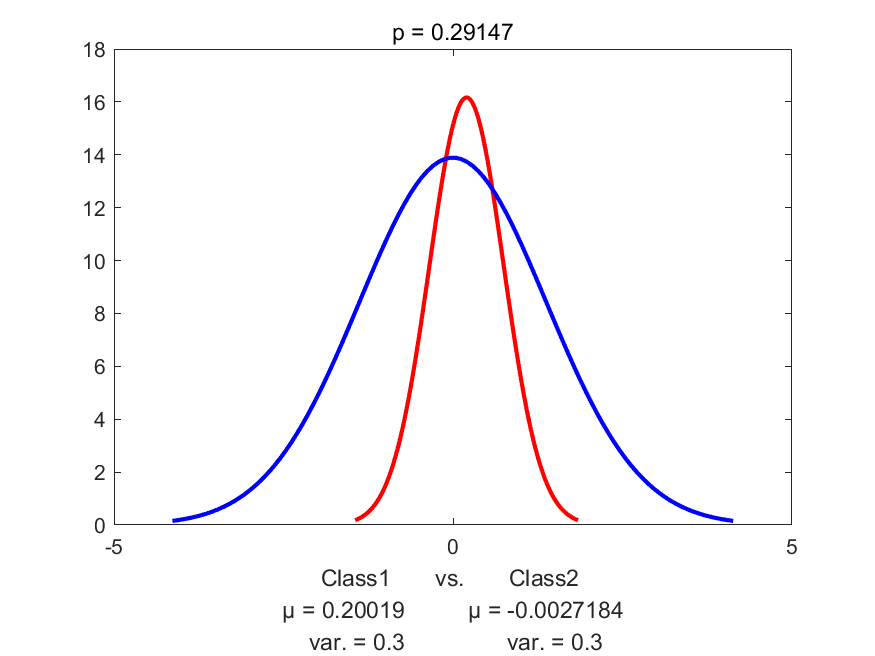 p = 0.29147
18
16
14
12
10
8
6
4
2
0
-5 0 5
Class1 vs. Class2
μ = 0.20019 μ = -0.0027184
var. = 0.3 var. = 0.3